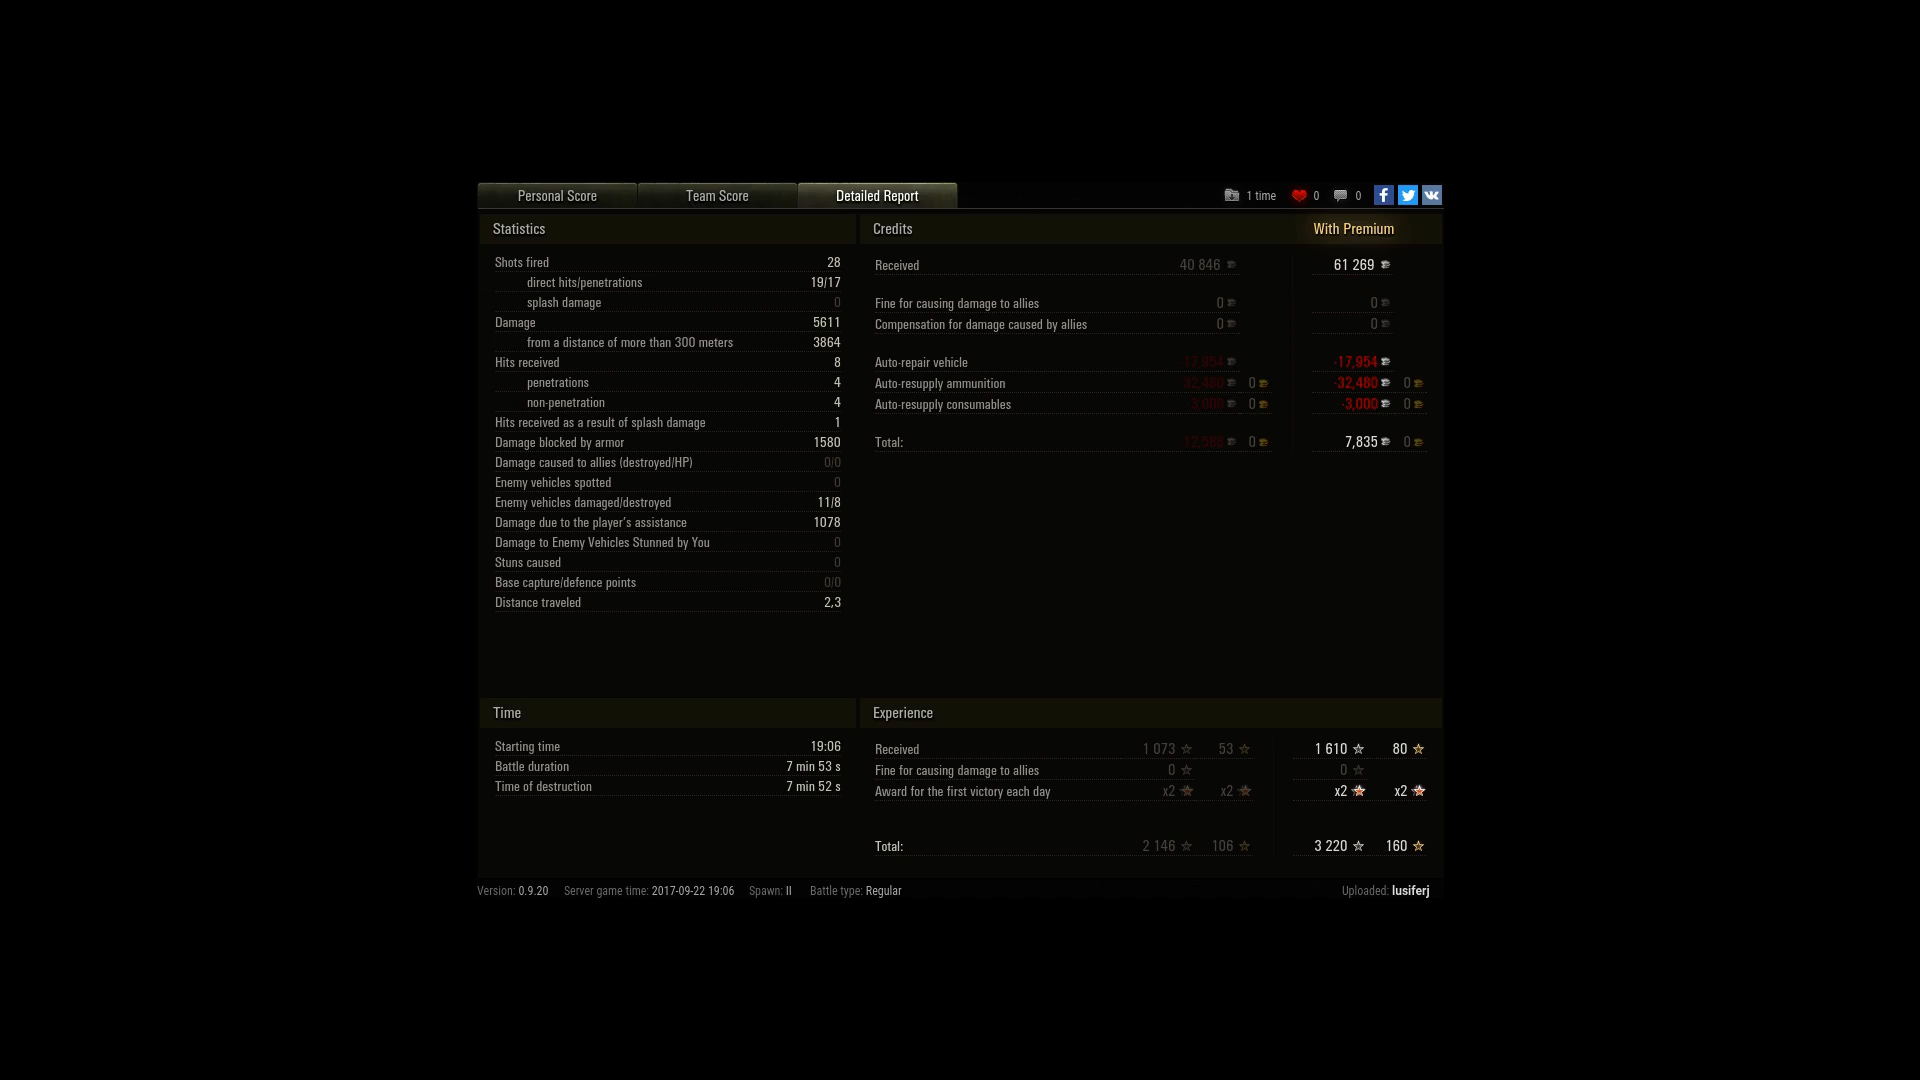 Personal Score Team Score Detailed Report 1 time 0 0
Statistics
Shots fired 28
direct hits/penetrations 19/17
splash damage 0
Damage 5611
from a distance of more than 300 meters 3864
Hits received 8
penetrations 4
non-penetration 4
Hits received as a result of splash damage 1
Damage blocked by armor 1580
Damage caused to allies (destroyed/HP) 0/0
Enemy vehicles spotted 0
Enemy vehicles damaged/destroyed 11/8
Damage due to the player's assistance 1078
Damage to Enemy Vehicles Stunned by You 0
Stuns caused 0
Base capture/defence points 0/0
Distance traveled 2,3
Credits With Premium
Received 40 846 61 269
Fine for causing damage to allies 0 0
Compensation for damage caused by allies 0 0
Auto-repair vehicle -17,954 -17,954
Auto-resupply ammunition -32,480 0 -32,480 0
Auto-resupply consumables -3,000 0 -3,000 0
Total: -12,588 0 7,835 0
Time
Starting time 19:06
Battle duration 7 min 53 s
Time of destruction 7 min 52 s
Experience
Received 1 073 53 1 610 80
Fine for causing damage to allies 0 0
Award for the first victory each day x2 x2 x2 x2
Total: 2 146 106 3 220 160
Version: 0.9.20 Server game time: 2017-09-22 19:06 Spawn: II Battle type: Regular Uploaded: lusiferj